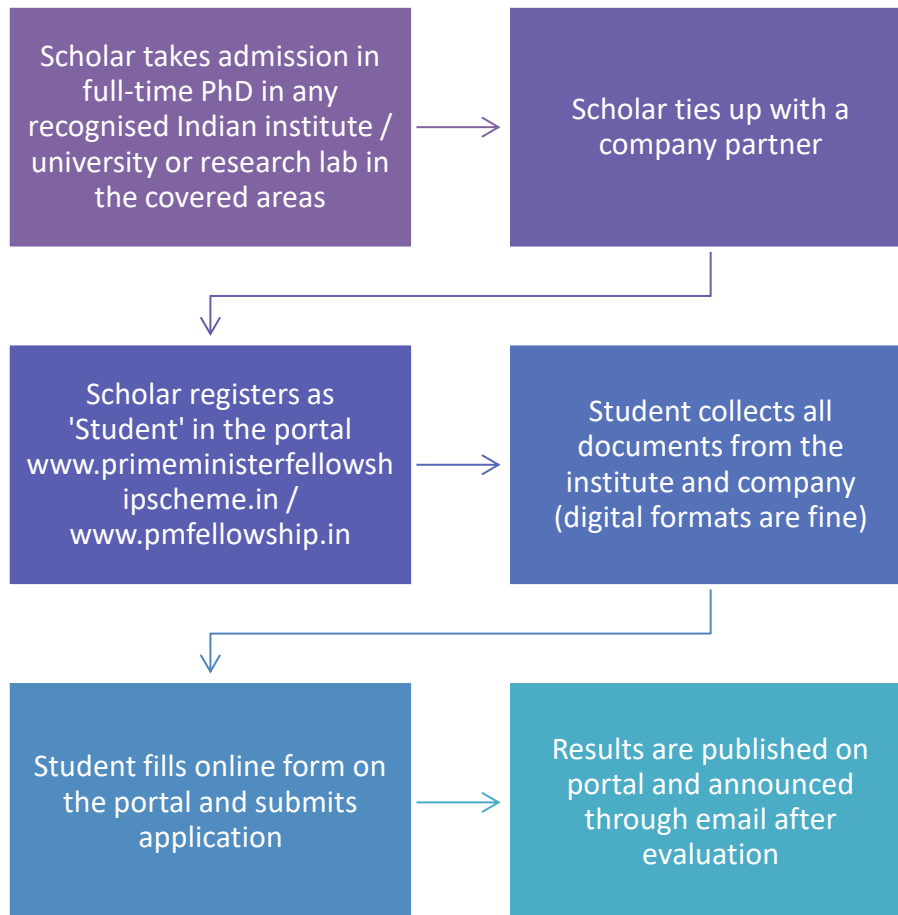 Scholar takes admission in
full-time PhD in any
recognised Indian institute /
university or research lab in
the covered areas
Scholar ties up with a
company partner
Scholar registers as
'Student' in the portal
www.primeministerfellowsh
ipscheme.in /
www.pmfellowship.in
Student collects all
documents from the
institute and company
(digital formats are fine)
Student fills online form on
the portal and submits
application
Results are published on
portal and announced
through email after
evaluation